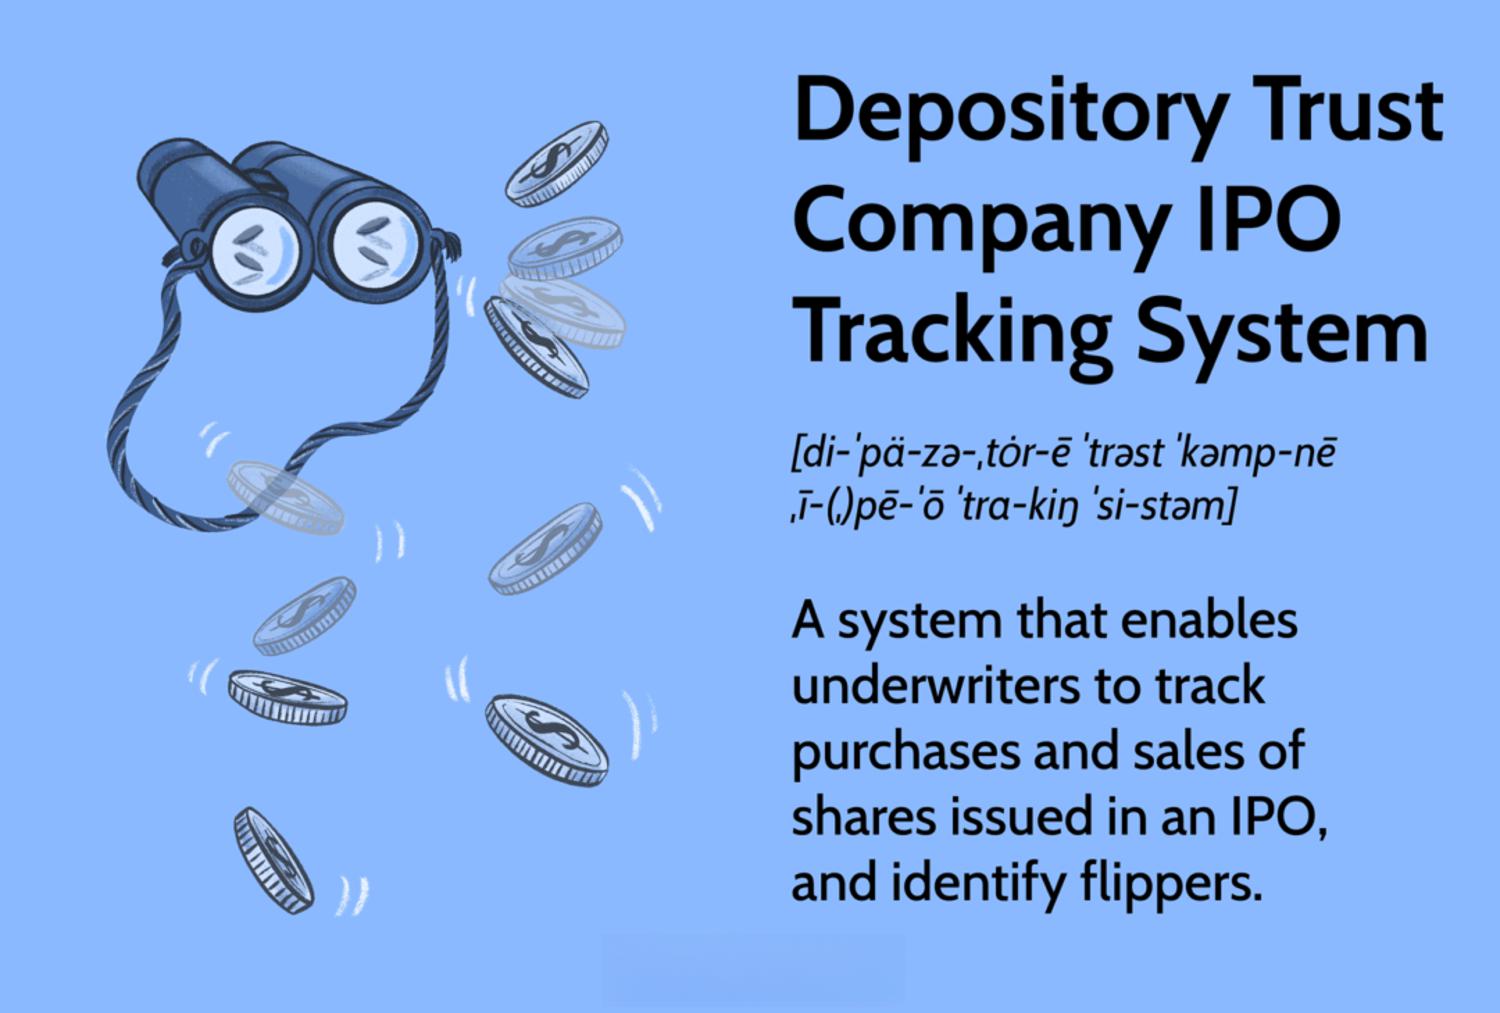 Depository Trust
Company IPO
Tracking System
[di-ˈpä-zə-ˌtȯr-ē ˈtrəst ˈkəmp-nē
ˌī-(ˌ)pē-ˈō ˈtra-kiŋ ˈsi-stəm]
A system that enables
underwriters to track
purchases and sales of
shares issued in an IPO,
and identify flippers.